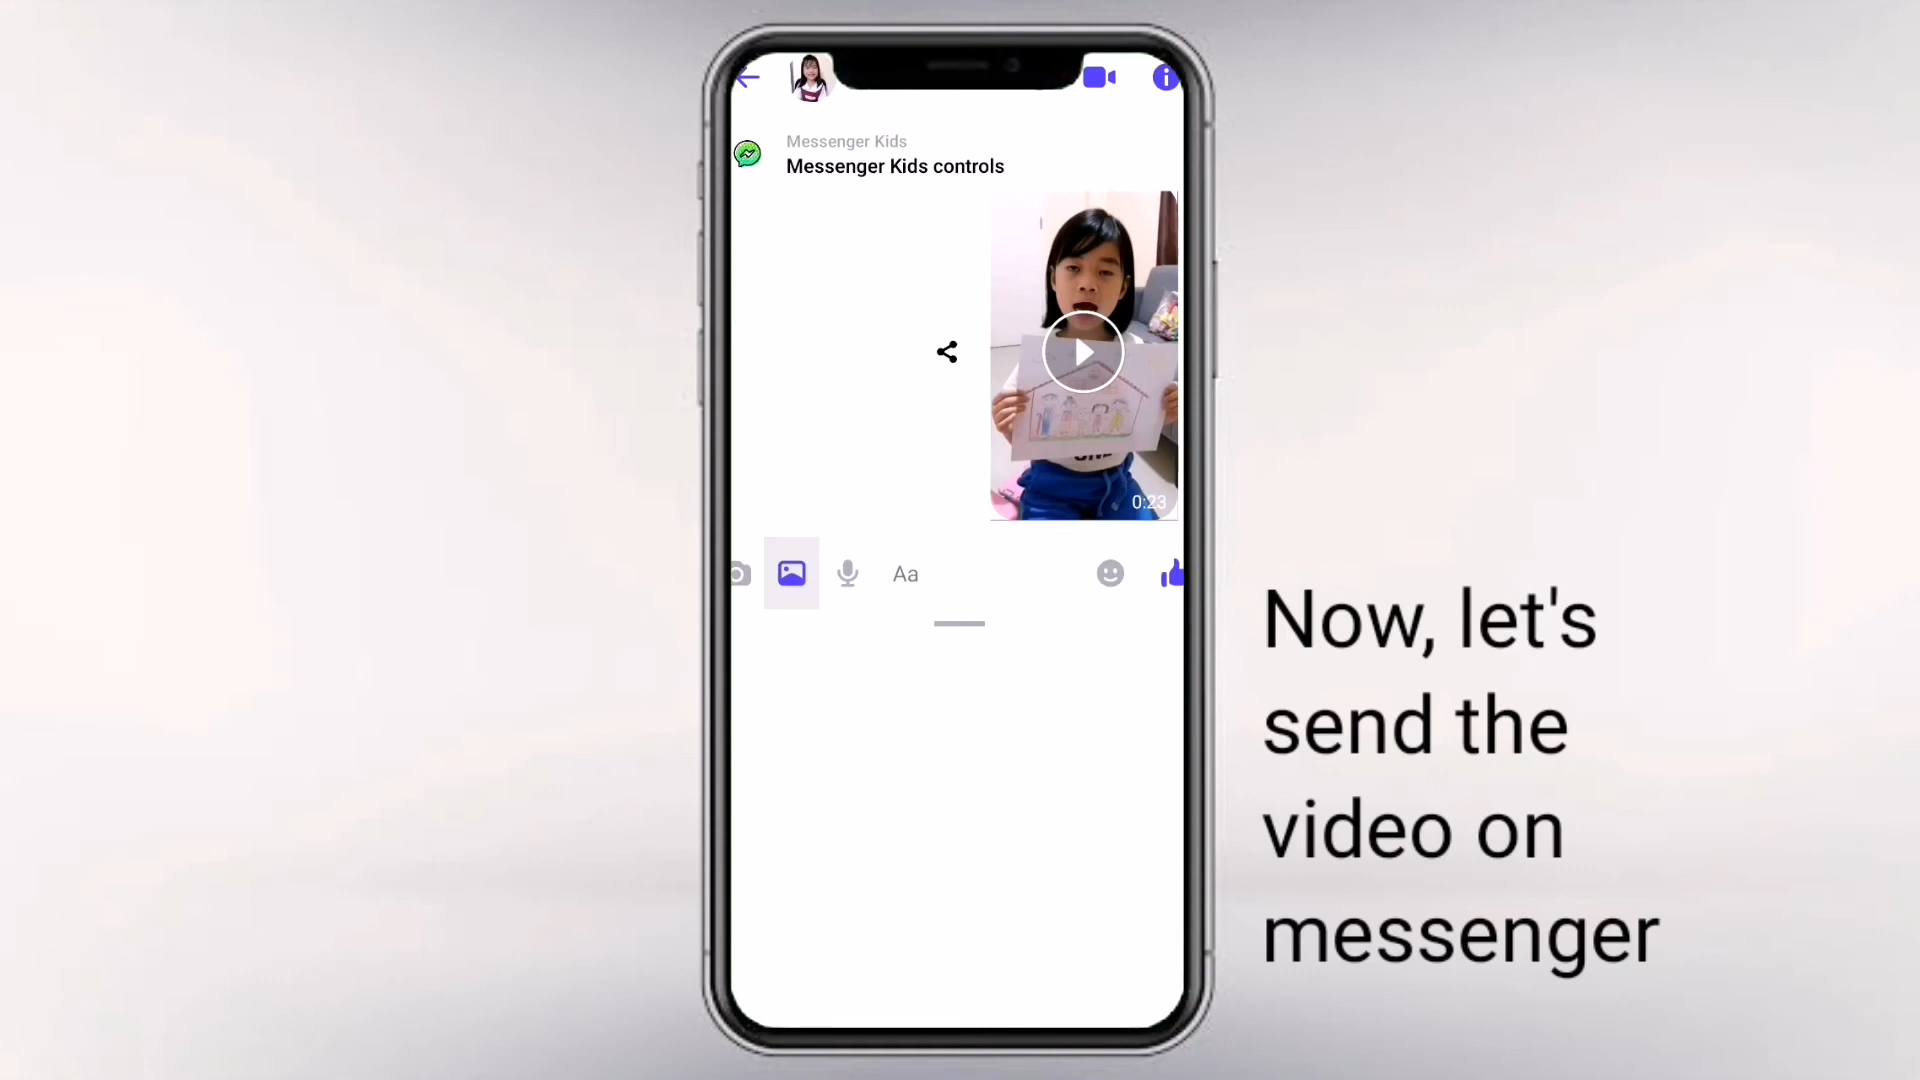 Messenger Kids
Messenger Kids controls
0:23
Aa
Now, let's
send the
video on
messenger